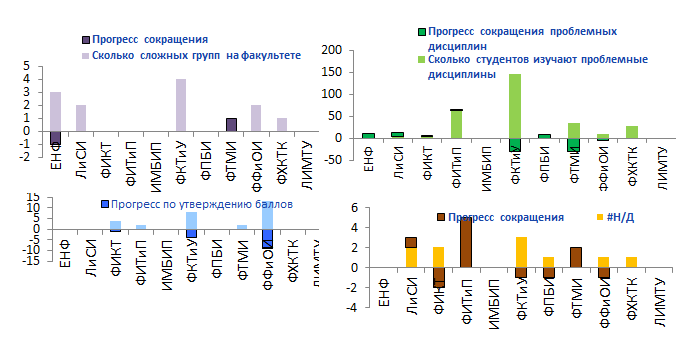 Прогресс сокращения
Сколько сложных групп на факультете
5
4
3
2
1
0
-1
-2
ЕНФ
ЛиСИ
ФИКТ
ФИТиП
ИМБИП
ФКТиУ
ФПБИ
ФТМИ
ФФиОИ
ФХКТК
ЛИМТУ
Прогресс сокращения проблемных
дисциплин
Сколько студентов изучают проблемные
дисциплины
200
150
100
50
0
-50
ЕНФ
ЛиСИ
ФИКТ
ФИТиП
ИМБИП
ФКТиУ
ФПБИ
ФТМИ
ФФиОИ
ФХКТК
ЛИМТУ
Прогресс по утверждению баллов
15
10
5
0
-5
-10
-15
ЕНФ
ЛиСИ
ФИКТ
ФИТиП
ИМБИП
ФКТиУ
ФПБИ
ФТМИ
ФФиОИ
ФХКТК
ЛИМТУ
Прогресс сокращения
#Н/Д
6
4
2
0
-2
-4
ЕНФ
ЛиСИ
ФИКТ
ФИТиП
ИМБИП
ФКТиУ
ФПБИ
ФТМИ
ФФиОИ
ФХКТК
ЛИМТУ